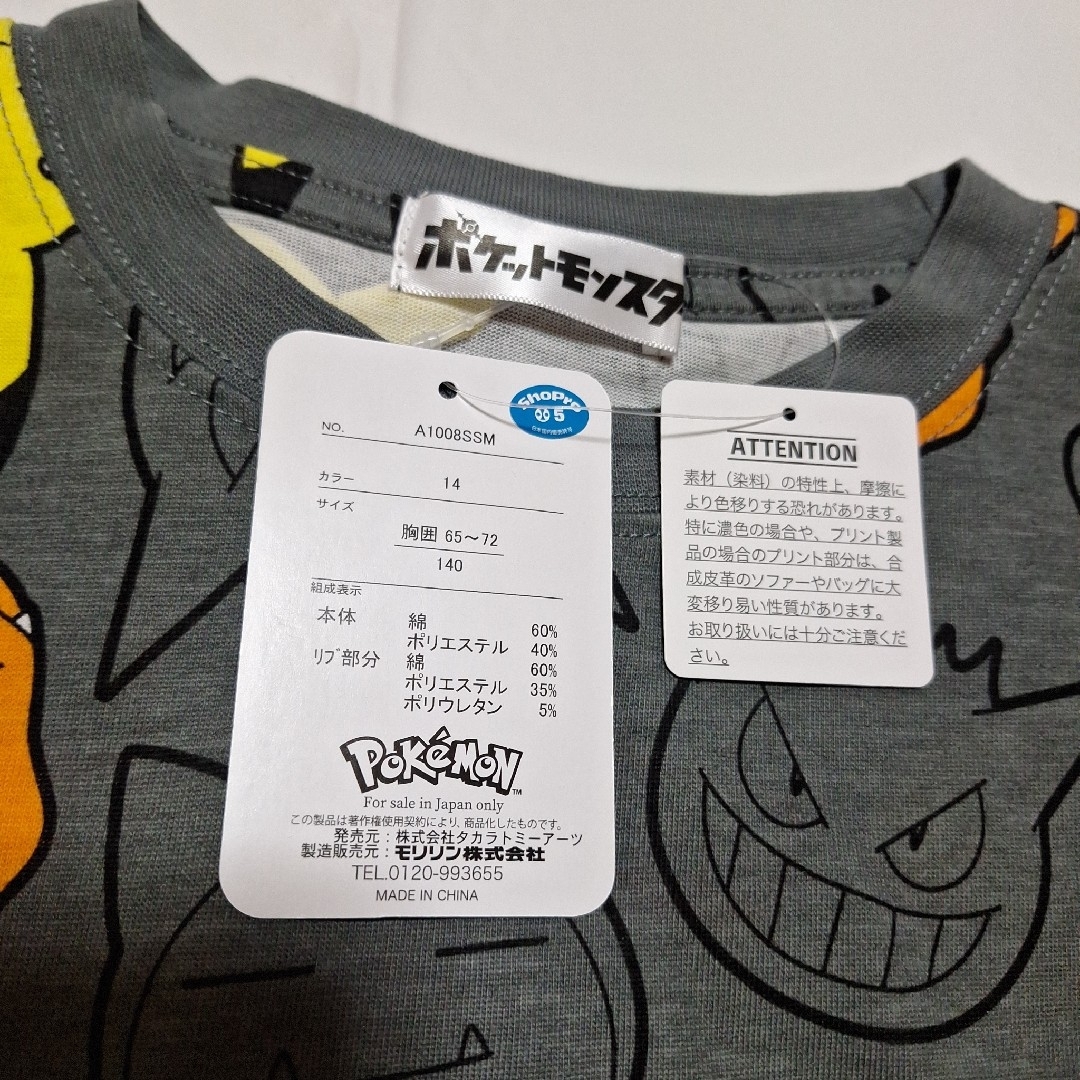 ポケットモンスタ
ShoPro
05
NO. A1008SSM
カラー 14
サイズ
胸囲 65〜72
140
組成表示
本体 綿 60%
ポリエステル 40%
リブ部分 綿 60%
ポリエステル 35%
ポリウレタン 5%
POKéMON™
For sale in Japan only
この製品は著作権使用契約により、商品化したものです。
発売元：株式会社タカラトミーアーツ
製造販売元：モリリン株式会社
TEL.0120-993655
MADE IN CHINA
ATTENTION
素材（染料）の特性上、摩擦に
より色移りする恐れがあります。
特に濃色の場合や、プリント製
品の場合のプリント部分は、合
成皮革のソファーやバッグに大
変移り易い性質があります。
お取り扱いには十分ご注意くだ
さい。